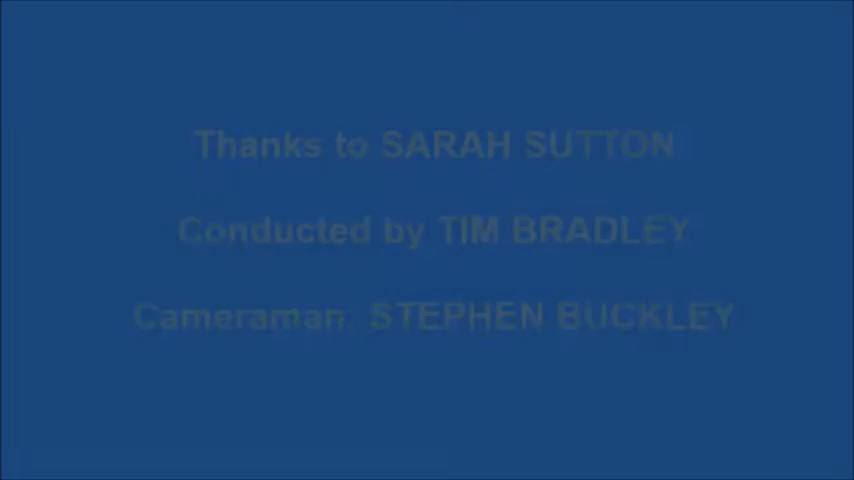 Thanks to SARAH SUTTON
Conducted by TIM BRADLEY
Cameraman: STEPHEN BUCKLEY